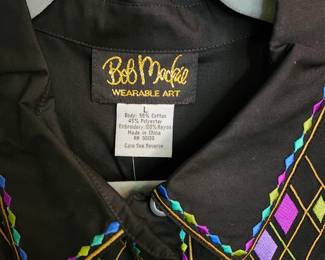 Bob Mackie
WEARABLE ART
L
Body: 55% Cotton
45% Polyester
Embroidery: 100% Rayon
Made in China
RN
Care See Reverse